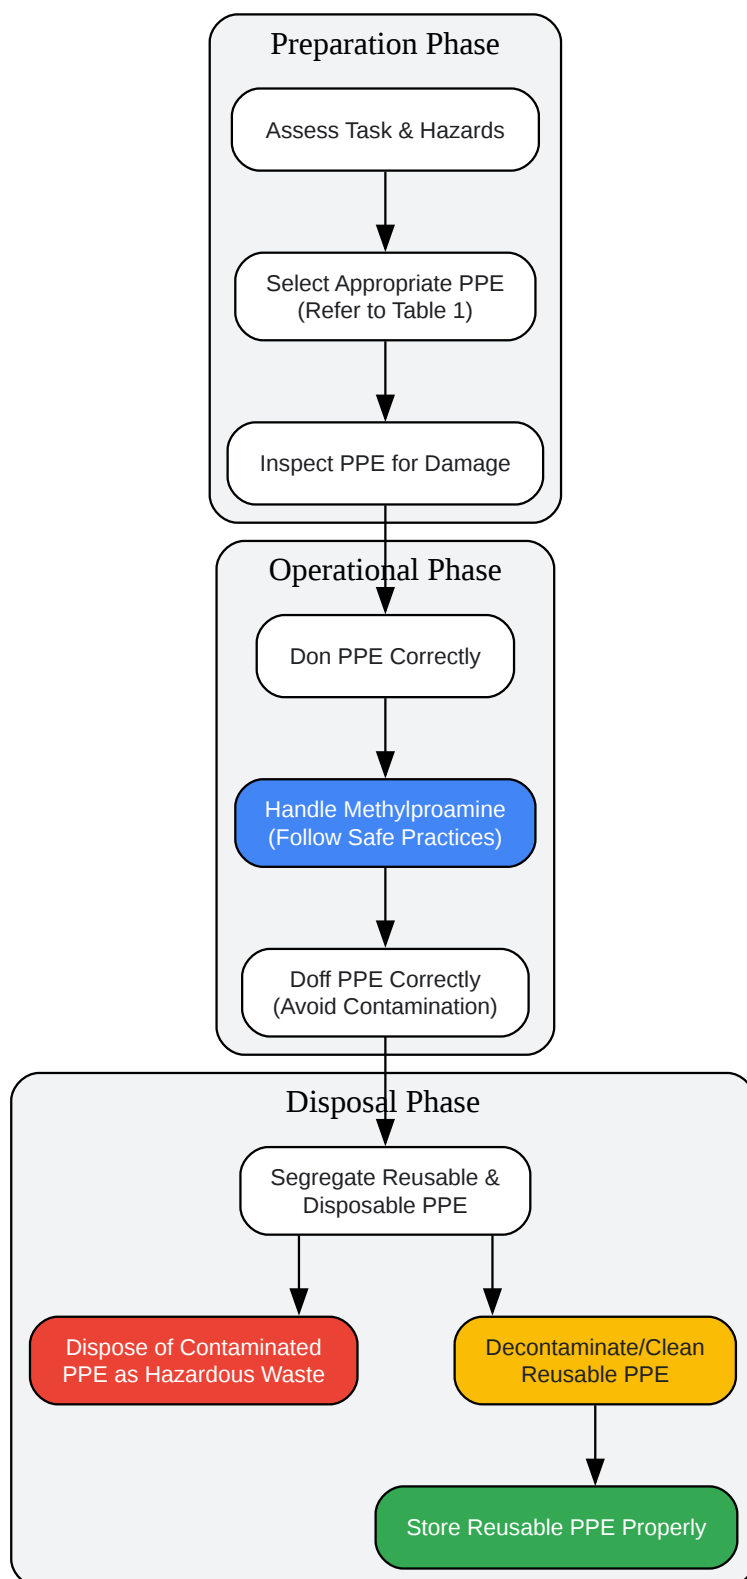 Preparation Phase
Assess Task & Hazards
Select Appropriate PPE
(Refer to Table 1)
Inspect PPE for Damage
Operational Phase
Don PPE Correctly
Handle Methylproamine
(Follow Safe Practices)
Doff PPE Correctly
(Avoid Contamination)
Disposal Phase
Segregate Reusable &
Disposable PPE
Dispose of Contaminated
PPE as Hazardous Waste
Decontaminate/Clean
Reusable PPE
Store Reusable PPE Properly